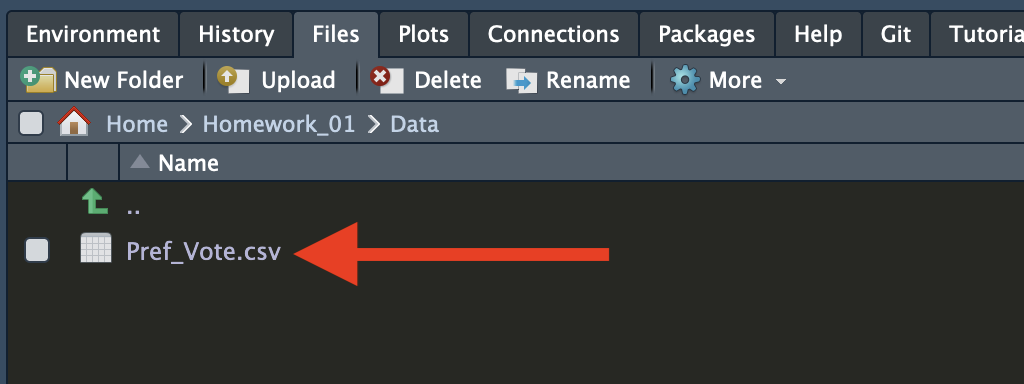 Environment History Files Plots Connections Packages Help Git Tutoria
New Folder Upload Delete Rename More
Home Homework_01 Data
Name
..
Pref_Vote.csv